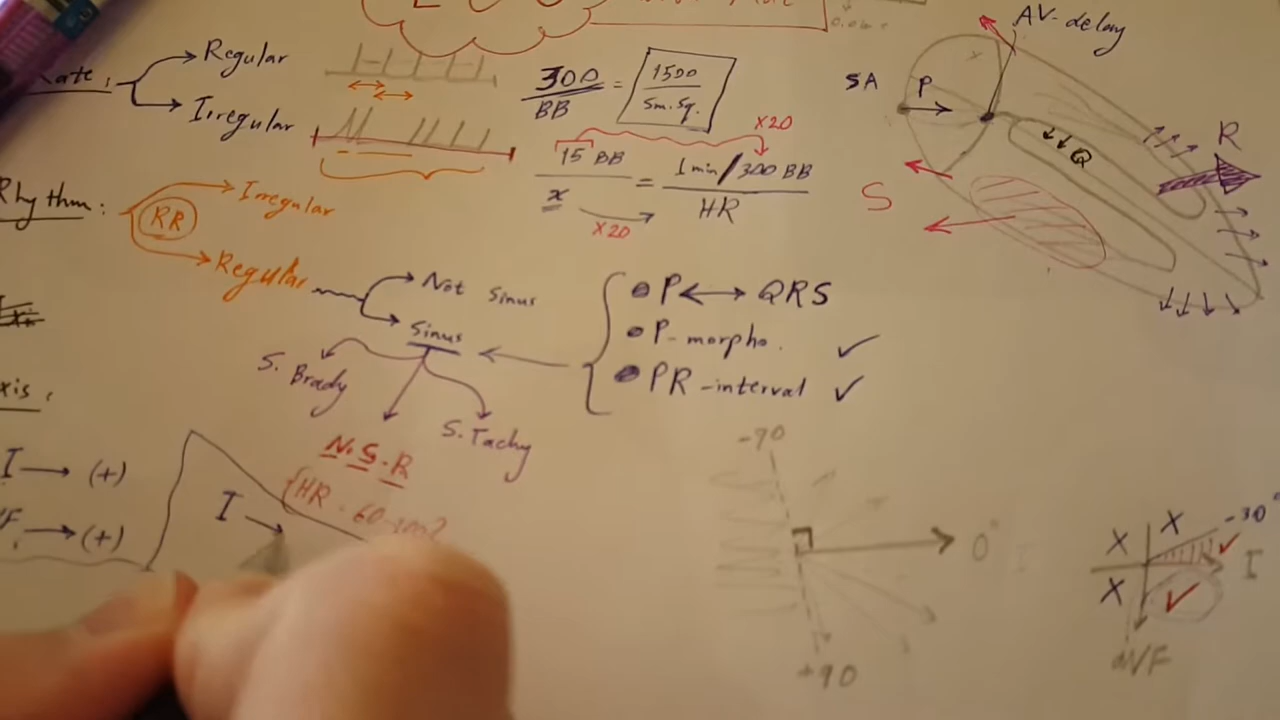 AV-delay
Rate:
Regular
Irregular
300
BB
=
1500
Sm. Sq.
x20
15 BB
x
=
1 min/300 BB
HR
x20
SA
P
Q
R
S
Rhythm:
RR
Irregular
Regular
Not Sinus
Sinus
P ↔ QRS
P-morpho. ✓
PR-interval ✓
S. Brady
S. Tachy
N.S.R
I → (+)
→ (+)
I →
-90
0°
+90
X X -30°
X ✓ ✓ I
aVF